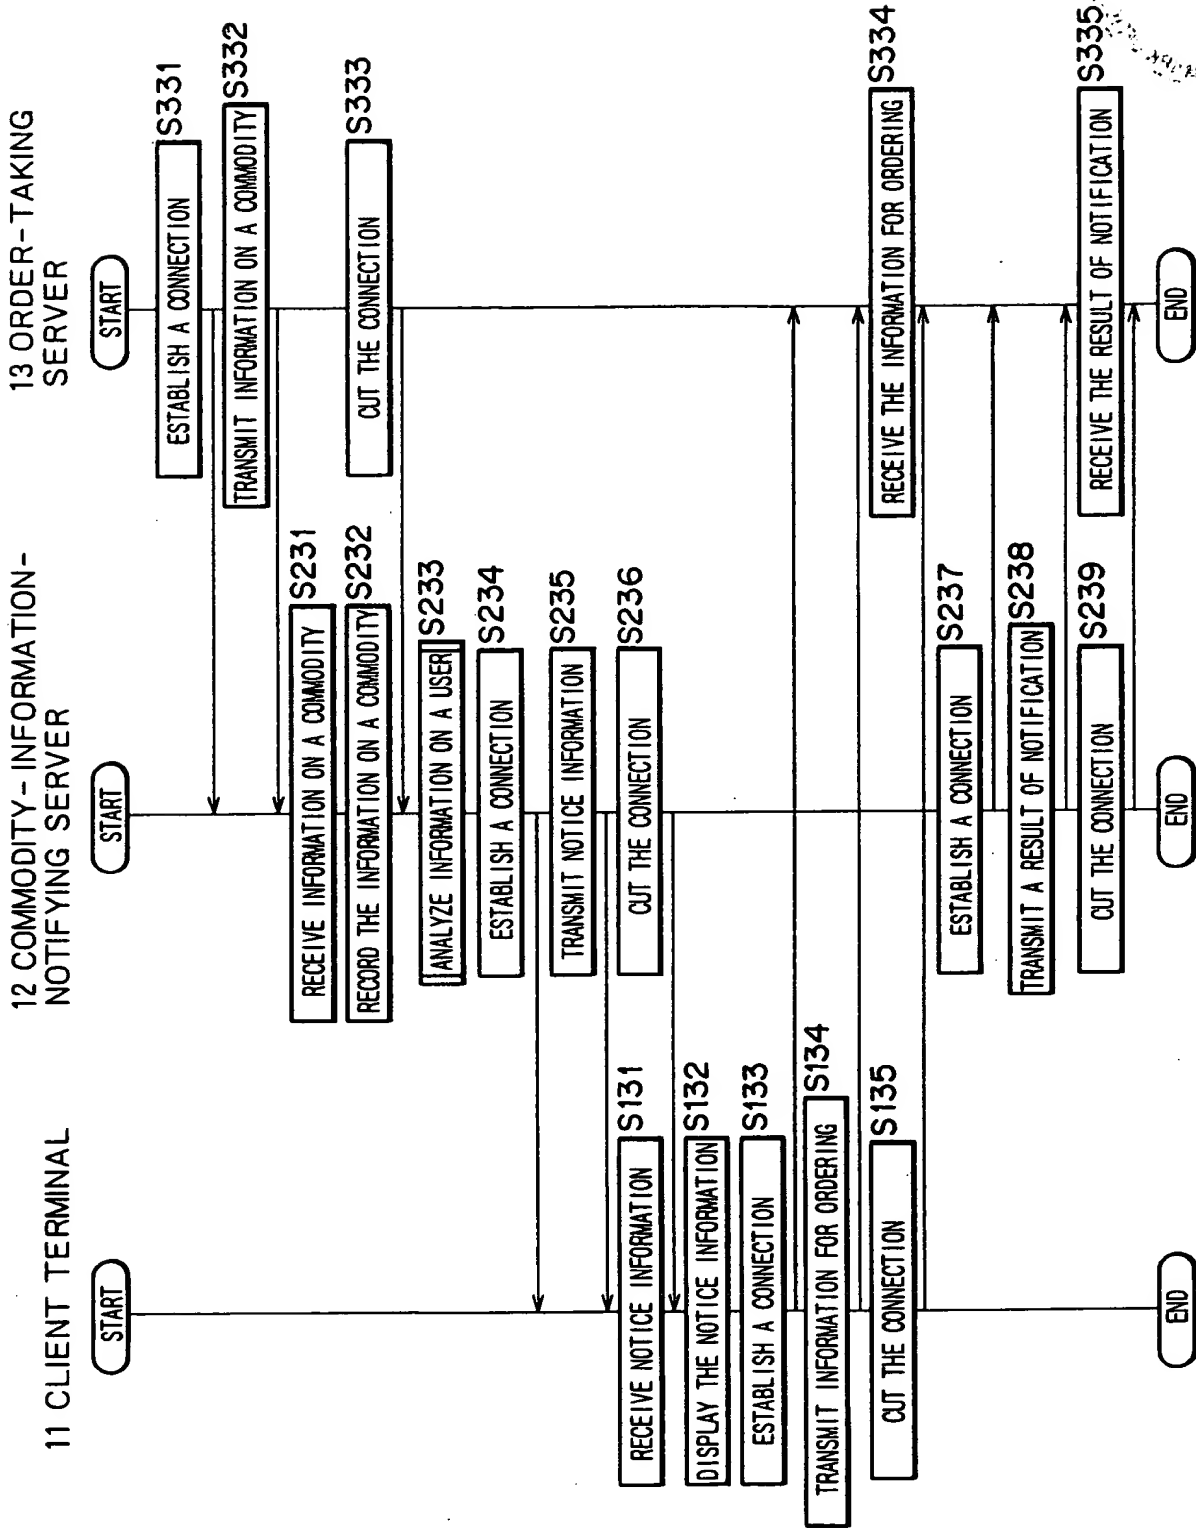 11 CLIENT TERMINAL
START
RECEIVE NOTICE INFORMATION
S131
DISPLAY THE NOTICE INFORMATION
S132
ESTABLISH A CONNECTION
S133
TRANSMIT INFORMATION FOR ORDERING
S134
CUT THE CONNECTION
S135
END
12 COMMODITY-INFORMATION-
NOTIFYING SERVER
START
RECEIVE INFORMATION ON A COMMODITY
S231
RECORD THE INFORMATION ON A COMMODITY
S232
ANALYZE INFORMATION ON A USER
S233
ESTABLISH A CONNECTION
S234
TRANSMIT NOTICE INFORMATION
S235
CUT THE CONNECTION
S236
ESTABLISH A CONNECTION
S237
TRANSMIT A RESULT OF NOTIFICATION
S238
CUT THE CONNECTION
S239
END
13 ORDER-TAKING
SERVER
START
ESTABLISH A CONNECTION
S331
TRANSMIT INFORMATION ON A COMMODITY
S332
CUT THE CONNECTION
S333
RECEIVE THE INFORMATION FOR ORDERING
S334
RECEIVE THE RESULT OF NOTIFICATION
S335
END